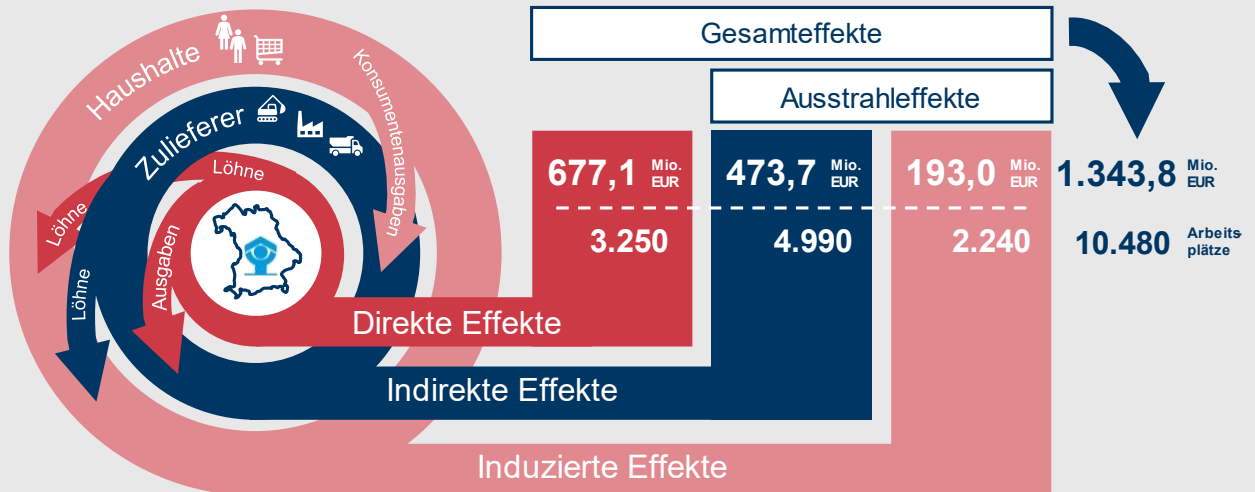 Gesamteffekte
Ausstrahleffekte
Haushalte
Konsumentenausgaben
Zulieferer
Löhne
Löhne
Löhne
Ausgaben
677,1 Mio. EUR
473,7 Mio. EUR
193,0 Mio. EUR
1.343,8 Mio. EUR
3.250
4.990
2.240
10.480 Arbeits-
plätze
Direkte Effekte
Indirekte Effekte
Induzierte Effekte